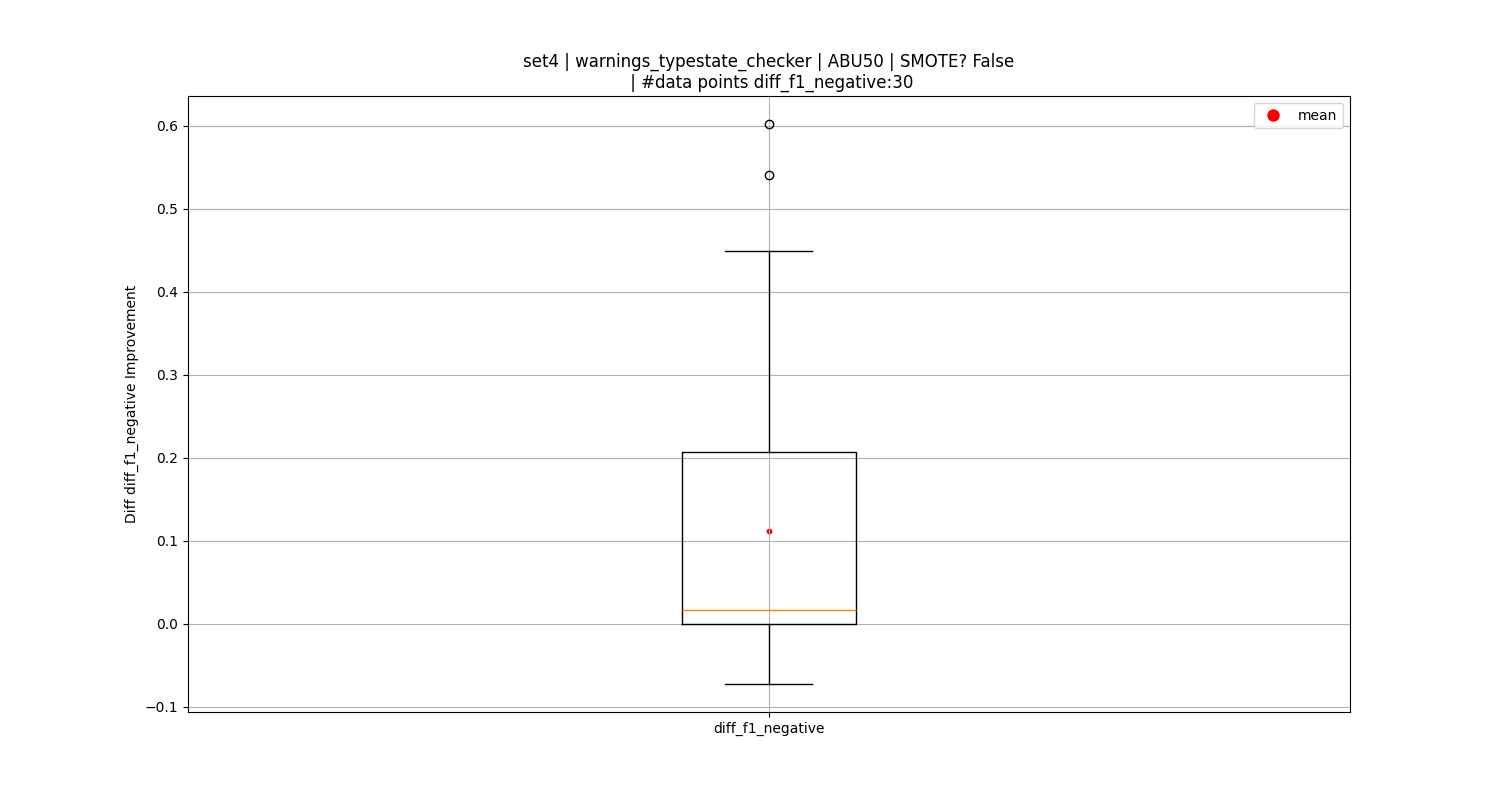 set4 | warnings_typestate_checker | ABU50 | SMOTE? False
| #data points diff_f1_negative:30
mean
0.6
0.5
0.4
0.3
0.2
0.1
0.0
−0.1
Diff diff_f1_negative Improvement
diff_f1_negative